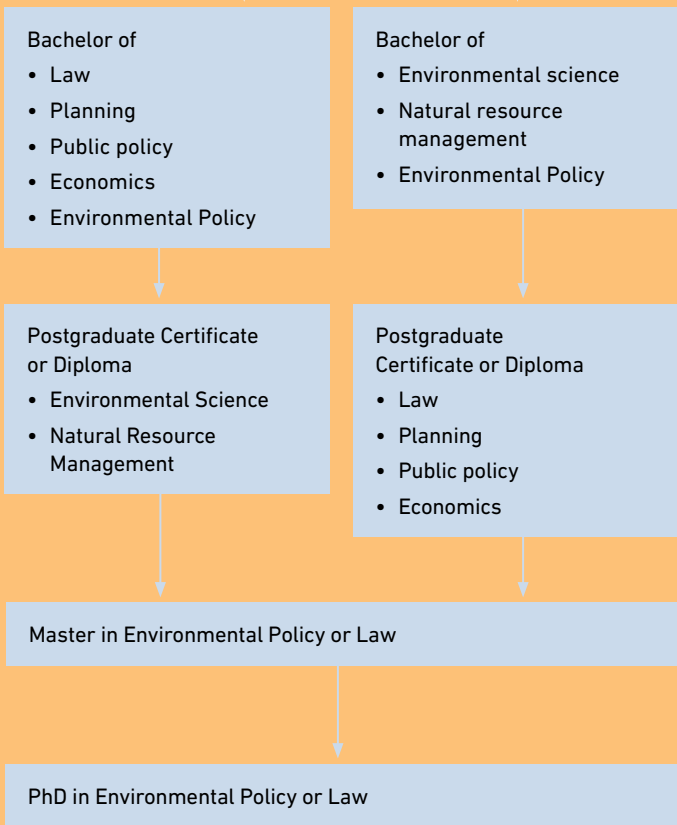 Bachelor of
• Law
• Planning
• Public policy
• Economics
• Environmental Policy
Bachelor of
• Environmental science
• Natural resource
management
• Environmental Policy
Postgraduate Certificate
or Diploma
• Environmental Science
• Natural Resource
Management
Postgraduate
Certificate or Diploma
• Law
• Planning
• Public policy
• Economics
Master in Environmental Policy or Law
PhD in Environmental Policy or Law